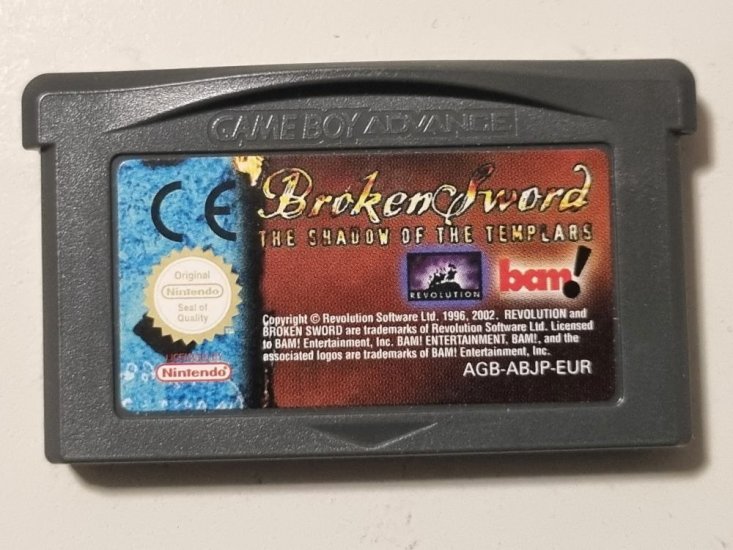 GAME BOY ADVANCE
CE
Broken Sword
THE SHADOW OF THE TEMPLARS
Original
Nintendo
Seal of
Quality
REVOLUTION
bam!
Copyright © Revolution Software Ltd. 1996, 2002. REVOLUTION and
BROKEN SWORD are trademarks of Revolution Software Ltd. Licensed
to BAM! Entertainment, Inc. BAM! ENTERTAINMENT, BAM!, and the
associated logos are trademarks of BAM! Entertainment, Inc.
LICENSED BY
Nintendo
AGB-ABJP-EUR